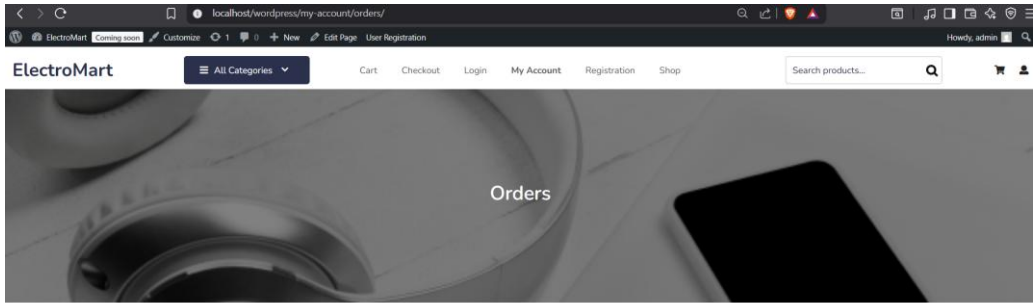 localhost/wordpress/my-account/orders/
ElectroMart Coming soon Customize 1 0 New Edit Page User Registration Howdy, admin
ElectroMart All Categories Cart Checkout Login My Account Registration Shop Search products...
Orders